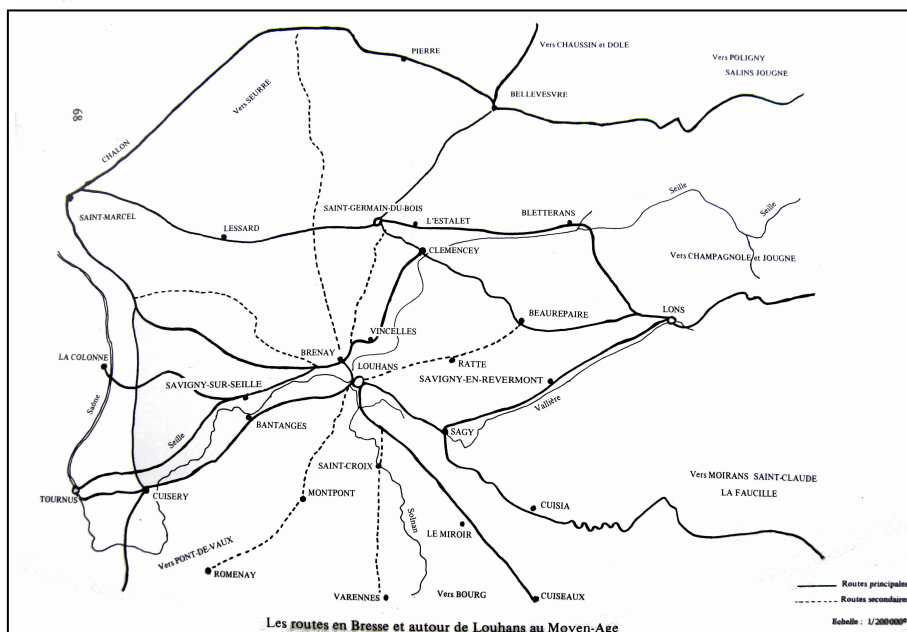 Vers CHAUSSIN et DOLE
PIERRE
Vers POLIGNY
SALINS JOUGNE
BELLEVESVRE
Vers SEURRE
68
CHALON
SAINT-MARCEL
SAINT-GERMAIN-DU-BOIS
LESSARD
L'ESTALET
BLETTERANS
Seille
Seille
CLEMENCEY
Vers CHAMPAGNOLE et JOUGNE
LONS
BEAUREPAIRE
VINCELLES
BRENAY
LOUHANS
RATTE
LA COLONNE
SAVIGNY-SUR-SEILLE
SAVIGNY-EN-REVERMONT
Saône
Vallière
BANTANGES
Seille
SAGY
SAINT-CROIX
TOURNUS
CUISERY
MONTPONT
Vers MOIRANS SAINT-CLAUDE
LA FAUCILLE
CUISIA
Solnan
LE MIROIR
Vers PONT-DE-VAUX
ROMENAY
VARENNES
Vers BOURG
CUISEAUX
Routes principales
Routes secondaires
Echelle : 1/200000e
Les routes en Bresse et autour de Louhans au Moyen-Age